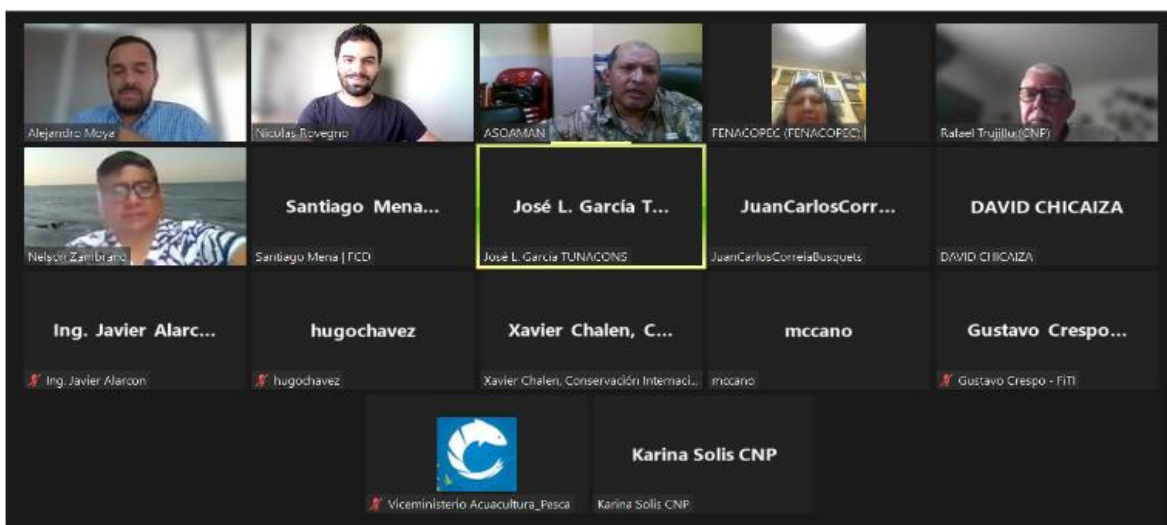 Alejandro Moya
Nicolas Rovegno
ASOAMAN
FENACOPEC (FENACOPEC)
Rafael Trujillo (CNP)
Nelson Zambrano
Santiago Mena...
Santiago Mena | FCD
José L. García T...
José L. García TUNACONS
JuanCarlosCorr...
JuanCarlosCorreiaBusquets
DAVID CHICAIZA
DAVID CHICAIZA
Ing. Javier Alarc...
Ing. Javier Alarcon
hugochavez
hugochavez
Xavier Chalen, C...
Xavier Chalen, Conservación Internaci...
mccano
mccano
Gustavo Crespo...
Gustavo Crespo - FiTI
Viceministerio Acuacultura_Pesca
Karina Solis CNP
Karina Solis CNP